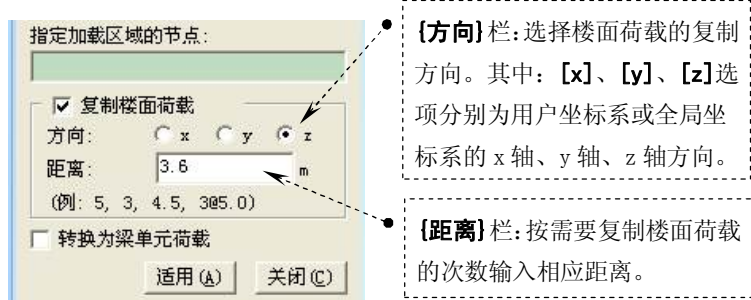 指定加载区域的节点:
复制楼面荷载
方向: x y z
距离: 3.6 m
(例: 5, 3, 4.5, 3@5.0)
转换为梁单元荷载
适用(A) 关闭(C)
{方向}栏:选择楼面荷载的复制
方向。其中:[x]、[y]、[z]选
项分别为用户坐标系或全局坐
标系的 x 轴、y 轴、z 轴方向。
{距离}栏:按需要复制楼面荷载
的次数输入相应距离。